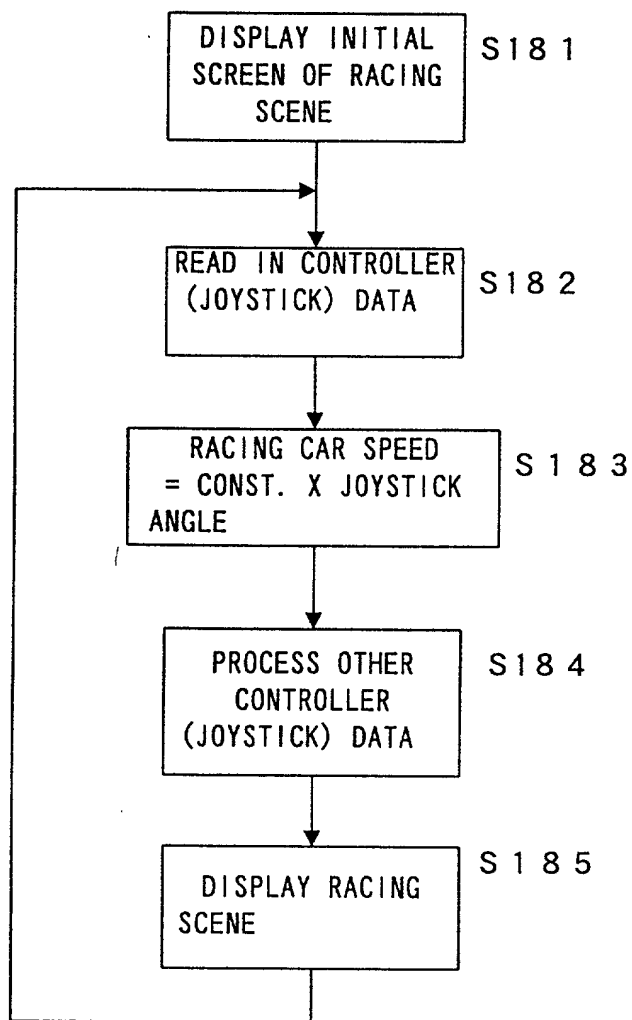 DISPLAY INITIAL
SCREEN OF RACING
SCENE
S181
READ IN CONTROLLER
(JOYSTICK) DATA
S182
RACING CAR SPEED
= CONST. X JOYSTICK
ANGLE
S183
PROCESS OTHER
CONTROLLER
(JOYSTICK) DATA
S184
DISPLAY RACING
SCENE
S185